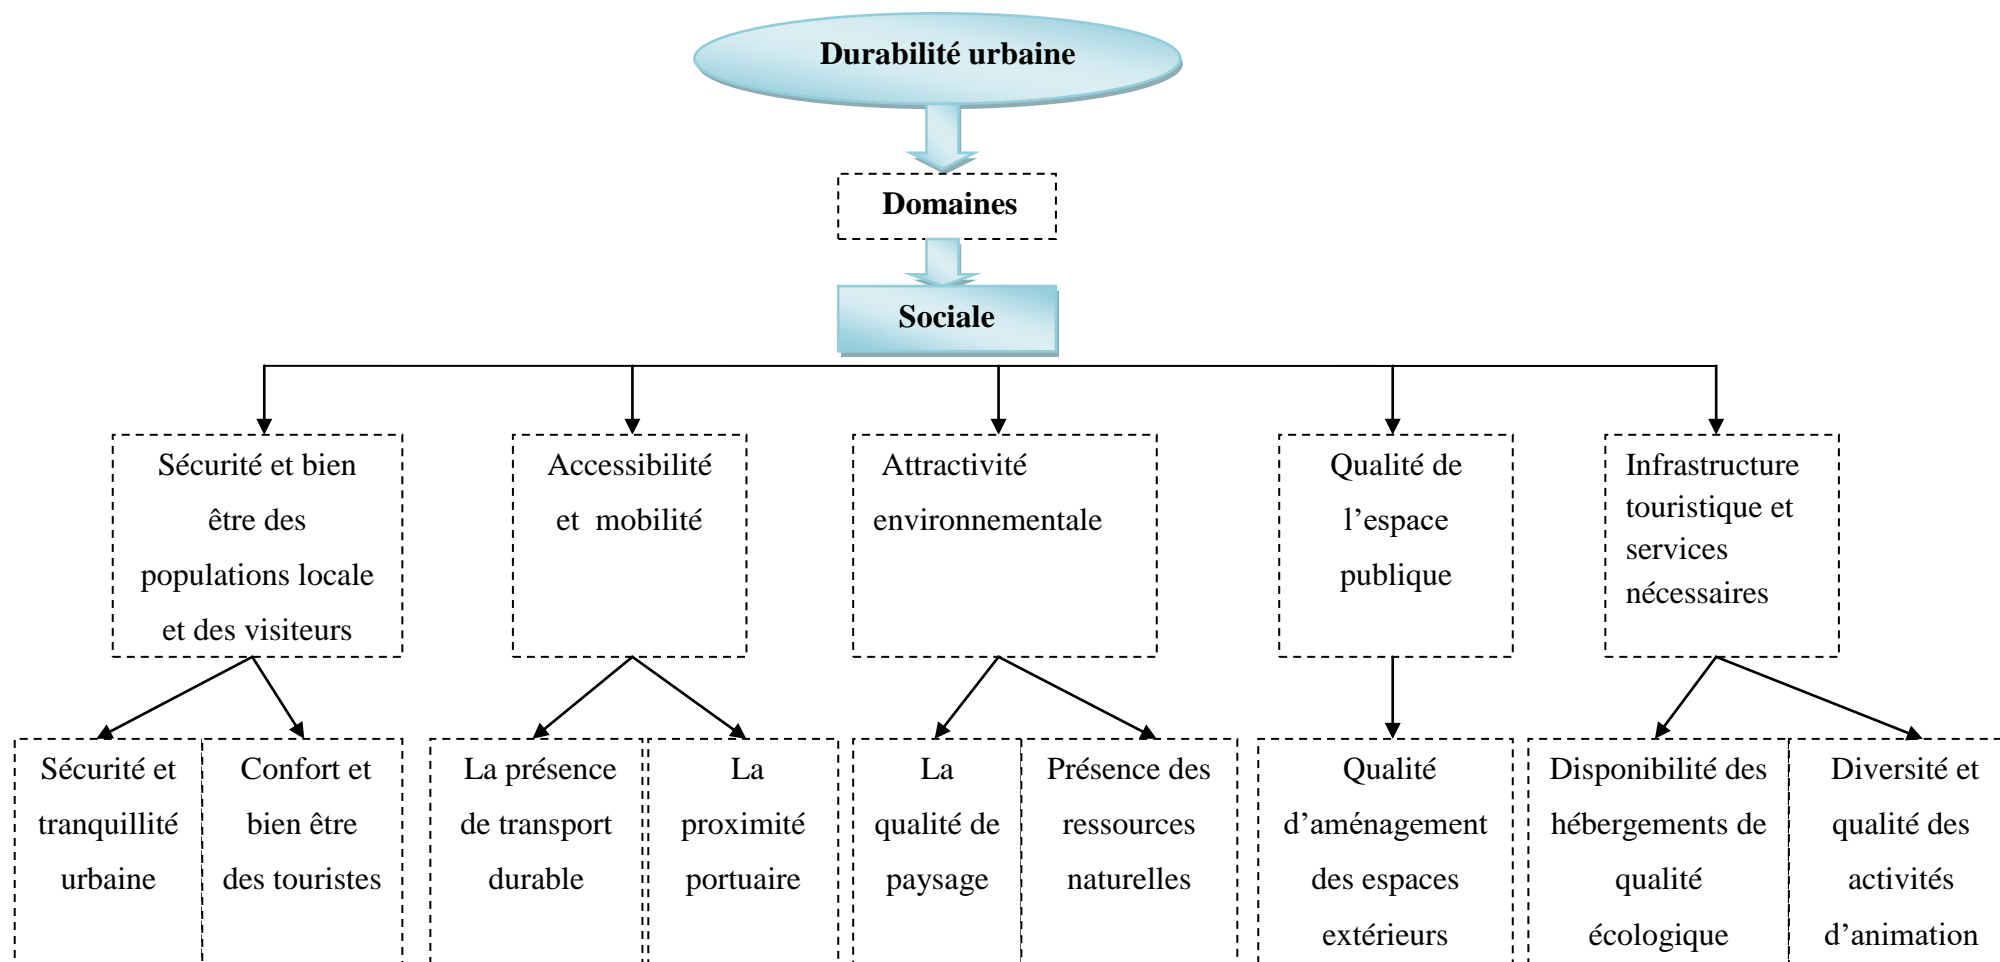 Durabilité urbaine
Domaines
Sociale
Sécurité et bien
être des
populations locale
et des visiteurs
Accessibilité
et mobilité
Attractivité
environnementale
Qualité de
l’espace
publique
Infrastructure
touristique et
services
nécessaires
Sécurité et
tranquillité
urbaine
Confort et
bien être
des touristes
La présence
de transport
durable
La
proximité
portuaire
La
qualité de
paysage
Présence des
ressources
naturelles
Qualité
d’aménagement
des espaces
extérieurs
Disponibilité des
hébergements de
qualité
écologique
Diversité et
qualité des
activités
d’animation